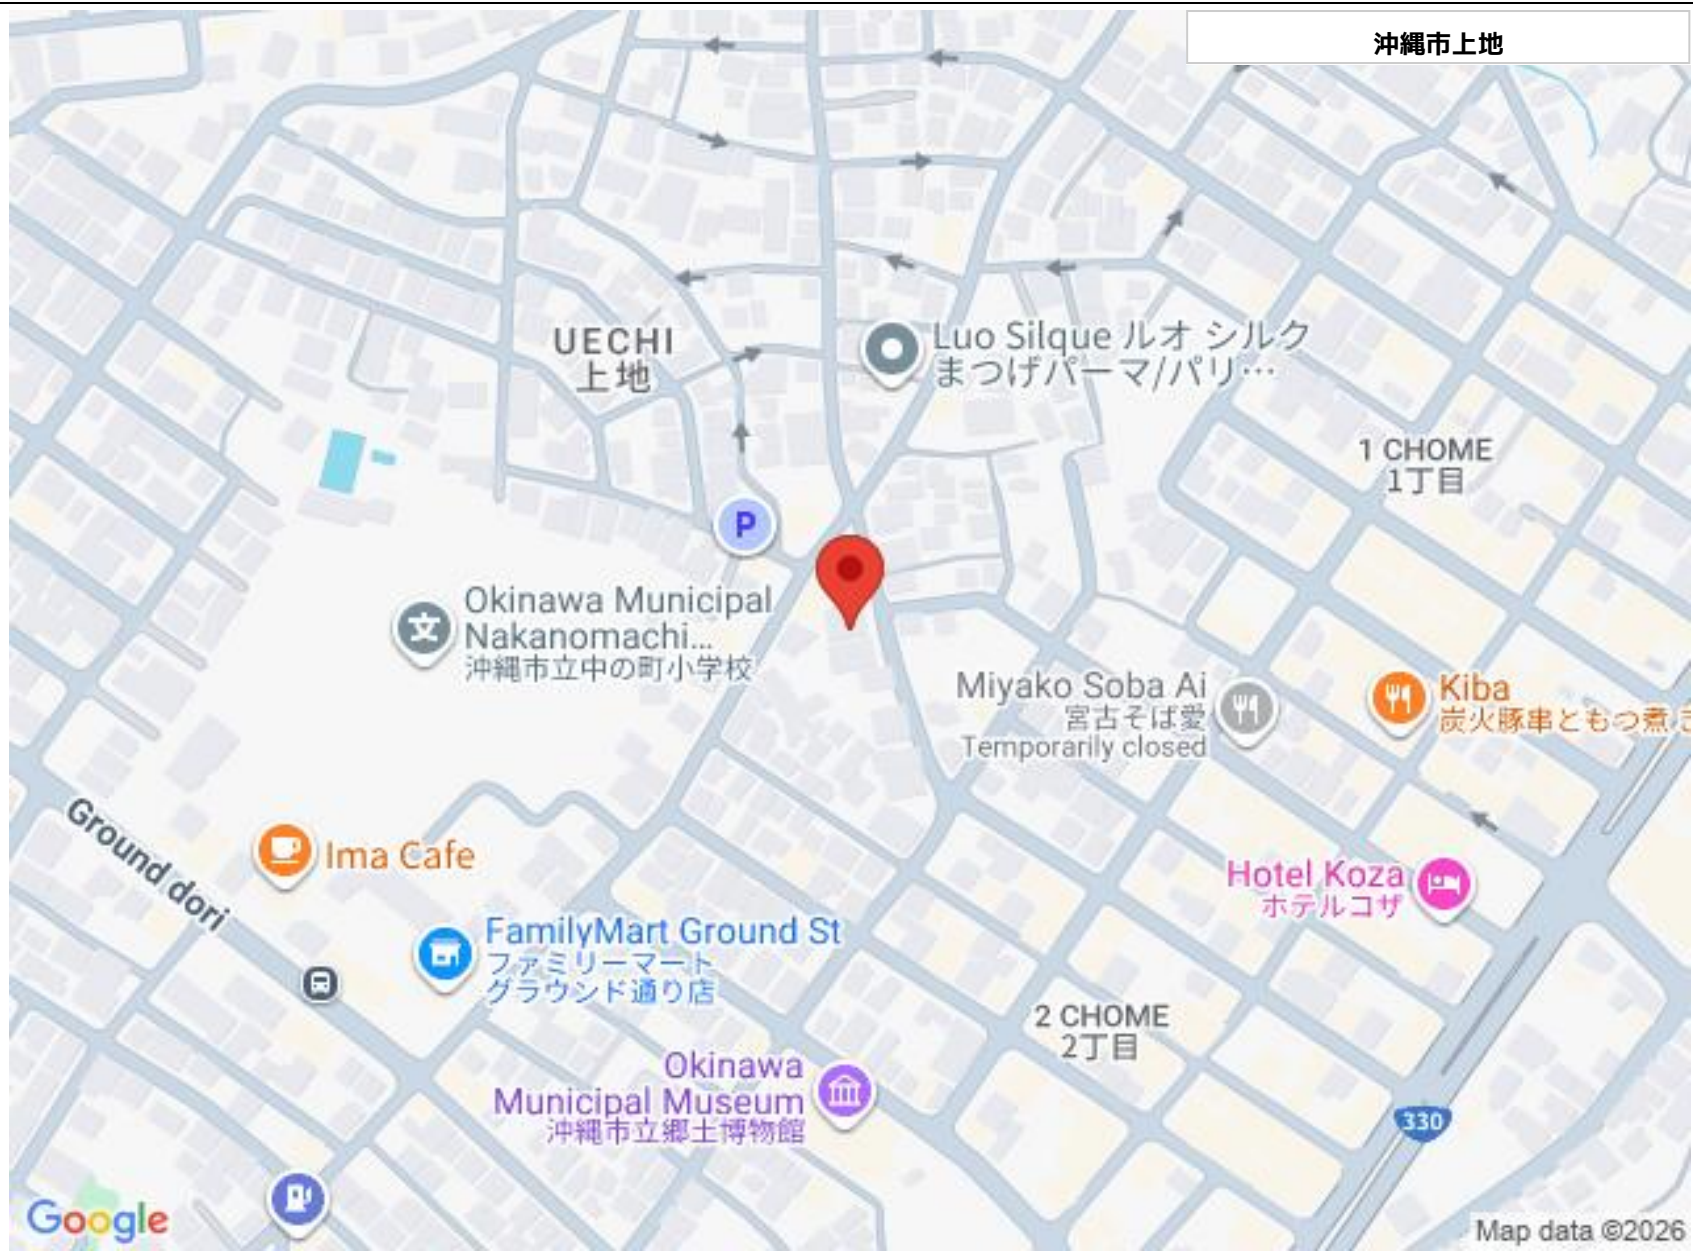 沖縄市上地
UECHI
上地
Luo Silque ルオ シルク
まつげパーマ/パリ…
1 CHOME
1丁目
P
Okinawa Municipal
Nakanomachi...
沖縄市立中の町小学校
文
Miyako Soba Ai
宮古そば愛
Temporarily closed
Kiba
炭火豚串ともつ煮 き
Ground dori
Ima Cafe
Hotel Koza
ホテルコザ
FamilyMart Ground St
ファミリーマート
グラウンド通り店
2 CHOME
2丁目
Okinawa
Municipal Museum
沖縄市立郷土博物館
330
Google
Map data ©2026